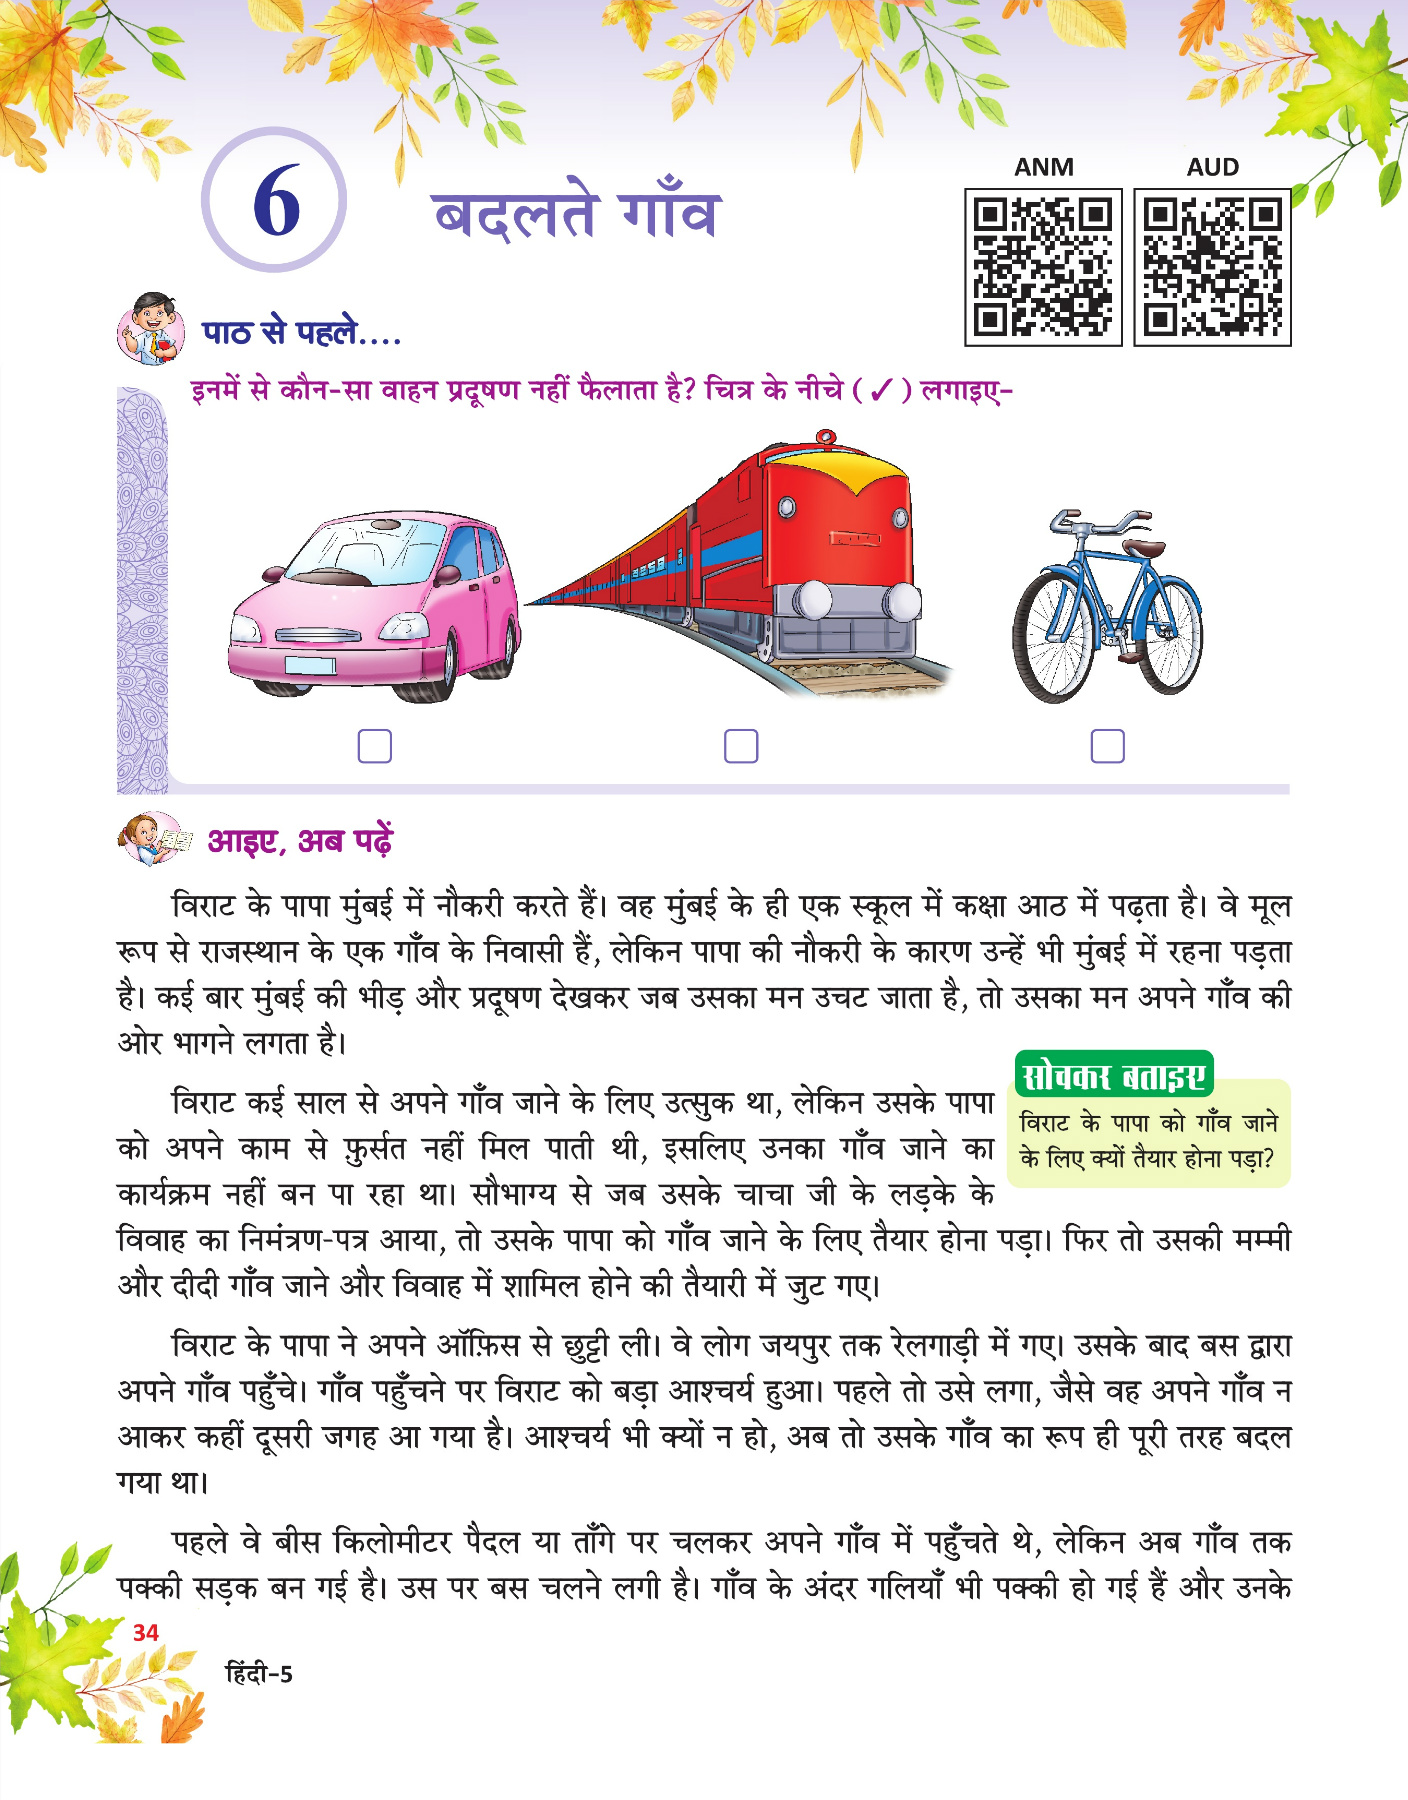 6
बदलते गाँव
ANM
AUD
पाठ से पहले....
इनमें से कौन-सा वाहन प्रदूषण नहीं फैलाता है? चित्र के नीचे (✓) लगाइए–
आइए, अब पढ़ें
विराट के पापा मुंबई में नौकरी करते हैं। वह मुंबई के ही एक स्कूल में कक्षा आठ में पढ़ता है। वे मूल
रूप से राजस्थान के एक गाँव के निवासी हैं, लेकिन पापा की नौकरी के कारण उन्हें भी मुंबई में रहना पड़ता
है। कई बार मुंबई की भीड़ और प्रदूषण देखकर जब उसका मन उचट जाता है, तो उसका मन अपने गाँव की
ओर भागने लगता है।
विराट कई साल से अपने गाँव जाने के लिए उत्सुक था, लेकिन उसके पापा
को अपने काम से फ़ुर्सत नहीं मिल पाती थी, इसलिए उनका गाँव जाने का
कार्यक्रम नहीं बन पा रहा था। सौभाग्य से जब उसके चाचा जी के लड़के के
विवाह का निमंत्रण-पत्र आया, तो उसके पापा को गाँव जाने के लिए तैयार होना पड़ा। फिर तो उसकी मम्मी
और दीदी गाँव जाने और विवाह में शामिल होने की तैयारी में जुट गए।
सोचकर बताइए
विराट के पापा को गाँव जाने
के लिए क्यों तैयार होना पड़ा?
विराट के पापा ने अपने ऑफ़िस से छुट्टी ली। वे लोग जयपुर तक रेलगाड़ी में गए। उसके बाद बस द्वारा
अपने गाँव पहुँचे। गाँव पहुँचने पर विराट को बड़ा आश्चर्य हुआ। पहले तो उसे लगा, जैसे वह अपने गाँव न
आकर कहीं दूसरी जगह आ गया है। आश्चर्य भी क्यों न हो, अब तो उसके गाँव का रूप ही पूरी तरह बदल
गया था।
पहले वे बीस किलोमीटर पैदल या ताँगे पर चलकर अपने गाँव में पहुँचते थे, लेकिन अब गाँव तक
पक्की सड़क बन गई है। उस पर बस चलने लगी है। गाँव के अंदर गलियाँ भी पक्की हो गई हैं और उनके
34
हिंदी–5